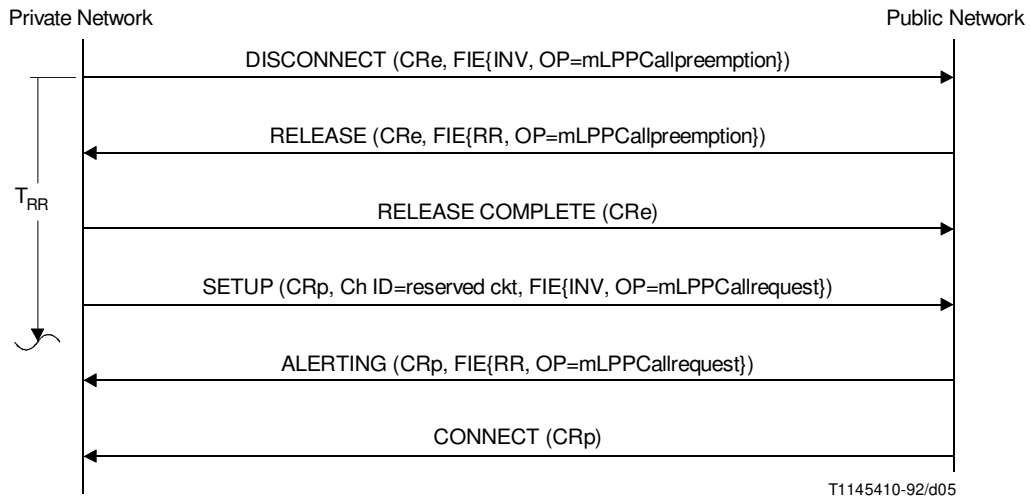 Private Network
Public Network
DISCONNECT (CRe, FIE{INV, OP=mLPPCallpreemption})
RELEASE (CRe, FIE{RR, OP=mLPPCallpreemption})
TRR
RELEASE COMPLETE (CRe)
SETUP (CRp, Ch ID=reserved ckt, FIE{INV, OP=mLPPCallrequest})
ALERTING (CRp, FIE{RR, OP=mLPPCallrequest})
CONNECT (CRp)
T1145410-92/d05